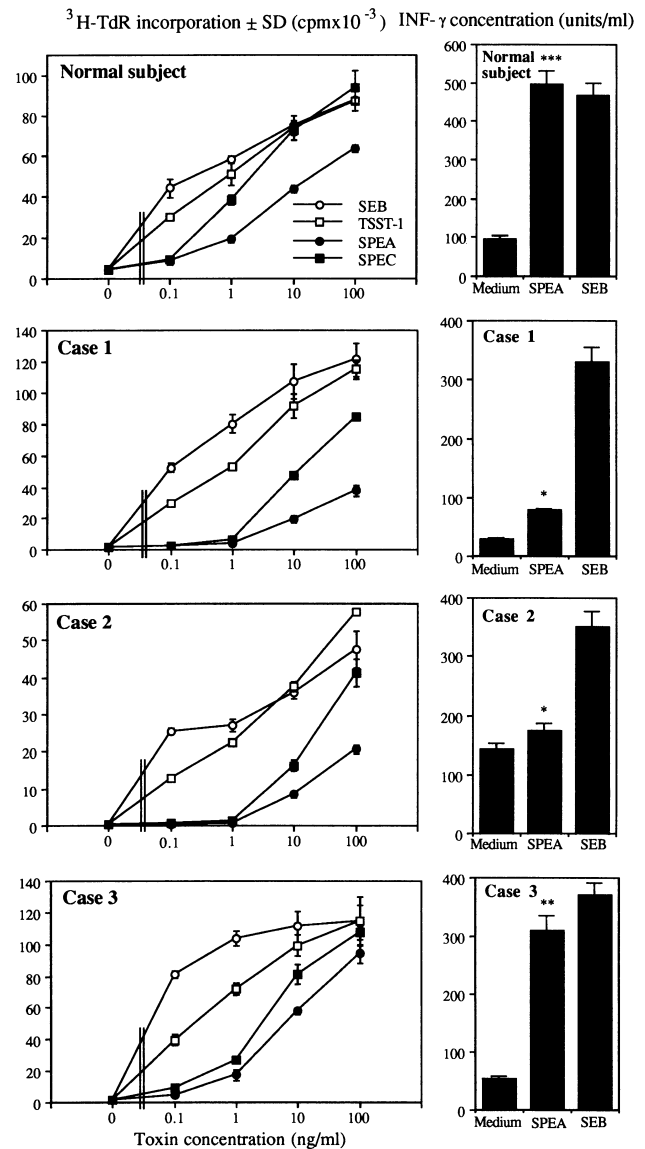 ³H-TdR incorporation ± SD (cpmx10⁻³) INF-γ concentration (units/ml)
Normal subject
100
80
60
40
20
0
SEB
TSST-1
SPEA
SPEC
0 0.1 1 10 100
600
500
400
300
200
100
0
Normal
subject
***
Medium SPEA SEB
140
120
100
80
60
40
20
0
Case 1
0 0.1 1 10 100
400
300
200
100
0
Case 1
*
Medium SPEA SEB
60
50
40
30
20
10
0
Case 2
0 0.1 1 10 100
400
300
200
100
0
Case 2
*
Medium SPEA SEB
140
120
100
80
60
40
20
0
Case 3
0 0.1 1 10 100
Toxin concentration (ng/ml)
400
300
200
100
0
Case 3
**
Medium SPEA SEB